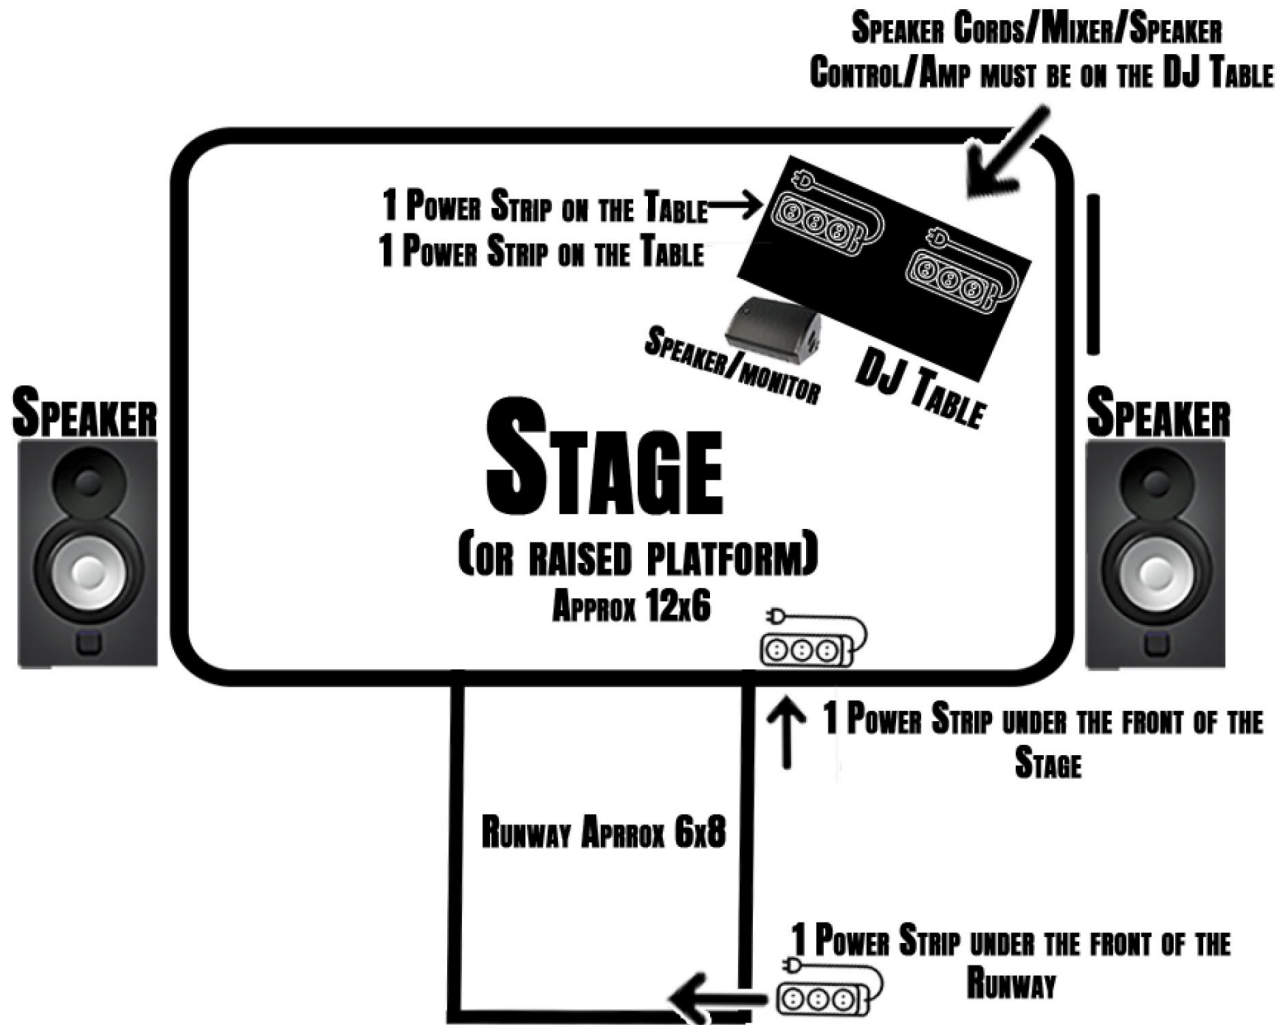 Speaker Cords/Mixer/Speaker
Control/Amp must be on the DJ Table
1 Power Strip on the Table
1 Power Strip on the Table
Speaker/monitor
DJ Table
Speaker
Speaker
Stage
(or raised platform)
Approx 12x6
1 Power Strip under the front of the
Stage
Runway Aprrox 6x8
1 Power Strip under the front of the
Runway